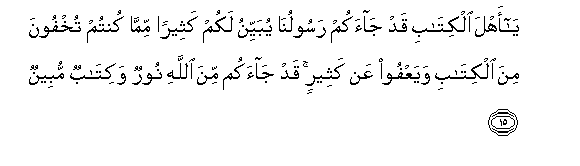 يَـٰٓأَهْلَ ٱلْكِتَـٰبِ قَدْ جَآءَكُمْ رَسُولُنَا يُبَيِّنُ لَكُمْ كَثِيرًا مِّمَّا كُنتُمْ تُخْفُونَ
مِنَ ٱلْكِتَـٰبِ وَيَعْفُوا۟ عَن كَثِيرٍ ۚ قَدْ جَآءَكُم مِّنَ ٱللَّهِ نُورٌ وَكِتَـٰبٌ مُّبِينٌ
١٥